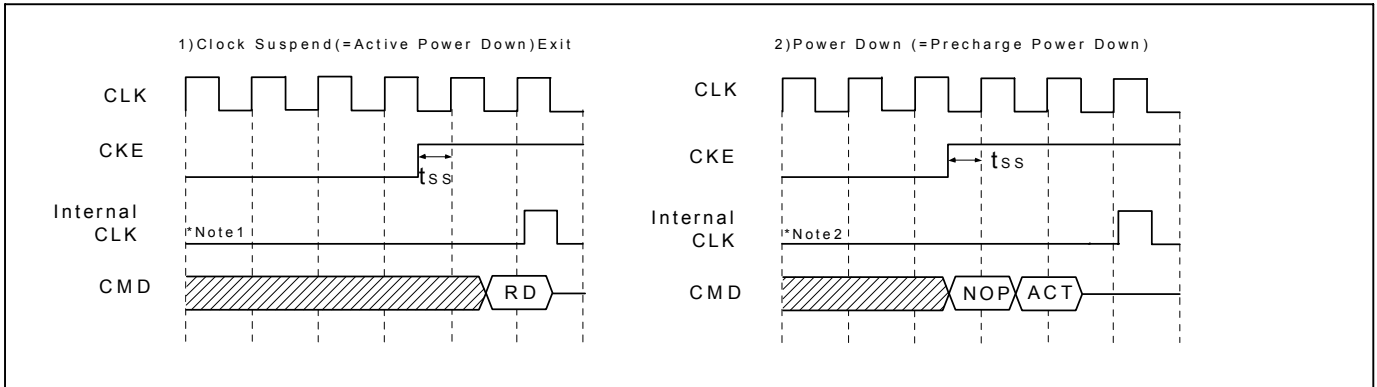 1)Clock Suspend(=Active Power Down)Exit
CLK
CKE
tss
Internal
CLK
*Note1
CMD
RD
2)Power Down (=Precharge Power Down)
CLK
CKE
tss
Internal
CLK
*Note2
CMD
NOP
ACT